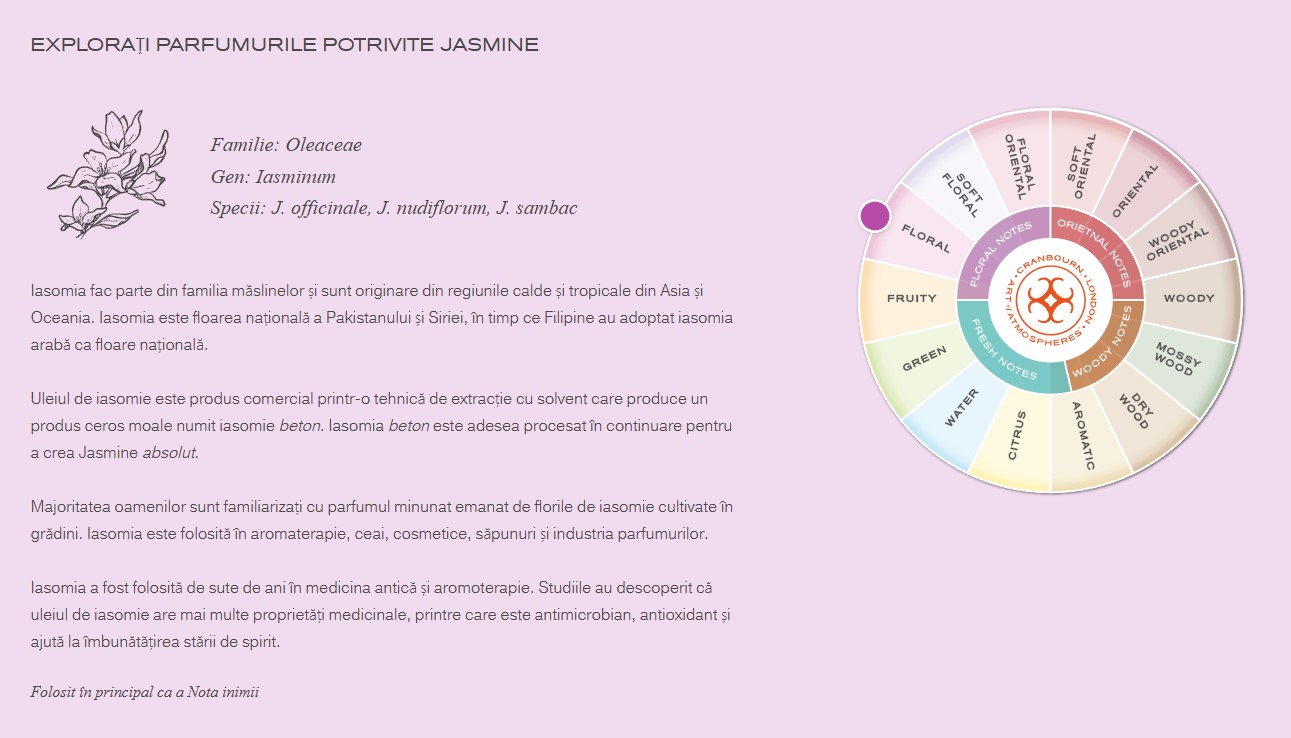 EXPLORAȚI PARFUMURILE POTRIVITE JASMINE
Familie: Oleaceae
Gen: Iasminum
Specii: J. officinale, J. nudiflorum, J. sambac
Iasomia fac parte din familia măslinelor și sunt originare din regiunile calde și tropicale din Asia și
Oceania. Iasomia este floarea națională a Pakistanului și Siriei, în timp ce Filipine au adoptat iasomia
arabă ca floare națională.
Uleiul de iasomie este produs comercial printr-o tehnică de extracție cu solvent care produce un
produs ceros moale numit iasomie beton. Iasomia beton este adesea procesat în continuare pentru
a crea Jasmine absolut.
Majoritatea oamenilor sunt familiarizați cu parfumul minunat emanat de florile de iasomie cultivate în
grădini. Iasomia este folosită în aromaterapie, ceai, cosmetice, săpunuri și industria parfumurilor.
Iasomia a fost folosită de sute de ani în medicina antică și aromoterapie. Studiile au descoperit că
uleiul de iasomie are mai multe proprietăți medicinale, printre care este antimicrobian, antioxidant și
ajută la îmbunătățirea stării de spirit.
Folosit în principal ca a Nota inimii
FLORAL
ORIENTAL
SOFT
ORIENTAL
ORIENTAL
WOODY
ORIENTAL
WOODY
MOSSY
WOOD
DRY
WOOD
AROMATIC
CITRUS
WATER
GREEN
FRUITY
FLORAL
SOFT
FLORAL
FLORAL NOTES
ORIETNAL NOTES
WOODY NOTES
FRESH NOTES
CRANBOURN • LONDON
ART of ATMOSPHERES